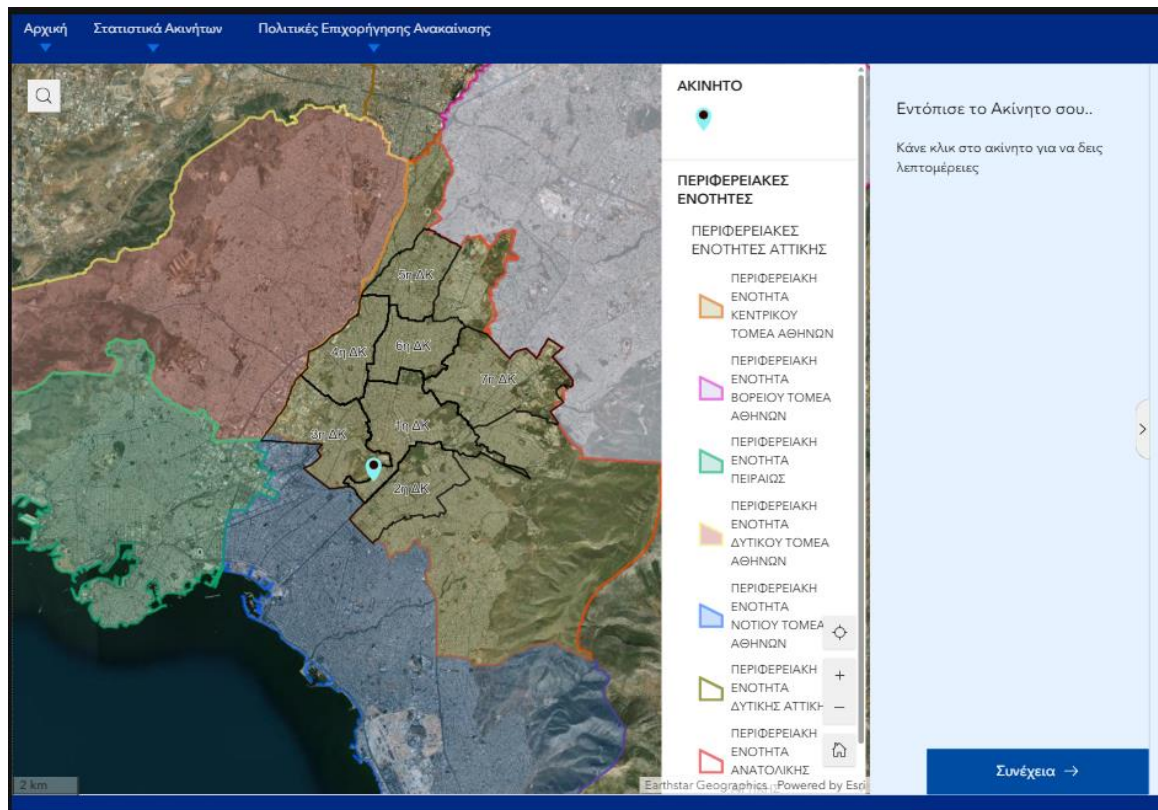 Αρχική Στατιστικά Ακινήτων Πολιτικές Επιχορήγησης Ανακαίνισης
5η ΔΚ
4η ΔΚ
6η ΔΚ
7η ΔΚ
3η ΔΚ
1η ΔΚ
2η ΔΚ
2 km
Earthstar Geographics Powered by Esri
ΑΚΙΝΗΤΟ
ΠΕΡΙΦΕΡΕΙΑΚΕΣ
ΕΝΟΤΗΤΕΣ
ΠΕΡΙΦΕΡΕΙΑΚΕΣ
ΕΝΟΤΗΤΕΣ ΑΤΤΙΚΗΣ
ΠΕΡΙΦΕΡΕΙΑΚΗ
ΕΝΟΤΗΤΑ
ΚΕΝΤΡΙΚΟΥ
ΤΟΜΕΑ ΑΘΗΝΩΝ
ΠΕΡΙΦΕΡΕΙΑΚΗ
ΕΝΟΤΗΤΑ
ΒΟΡΕΙΟΥ ΤΟΜΕΑ
ΑΘΗΝΩΝ
ΠΕΡΙΦΕΡΕΙΑΚΗ
ΕΝΟΤΗΤΑ
ΠΕΙΡΑΙΩΣ
ΠΕΡΙΦΕΡΕΙΑΚΗ
ΕΝΟΤΗΤΑ
ΔΥΤΙΚΟΥ ΤΟΜΕΑ
ΑΘΗΝΩΝ
ΠΕΡΙΦΕΡΕΙΑΚΗ
ΕΝΟΤΗΤΑ
ΝΟΤΙΟΥ ΤΟΜΕΑ
ΑΘΗΝΩΝ
ΠΕΡΙΦΕΡΕΙΑΚΗ
ΕΝΟΤΗΤΑ
ΔΥΤΙΚΗΣ ΑΤΤΙΚΗ
ΠΕΡΙΦΕΡΕΙΑΚΗ
ΕΝΟΤΗΤΑ
ΑΝΑΤΟΛΙΚΗΣ
Εντόπισε το Ακίνητο σου..
Κάνε κλικ στο ακίνητο για να δεις
λεπτομέρειες
Συνέχεια →